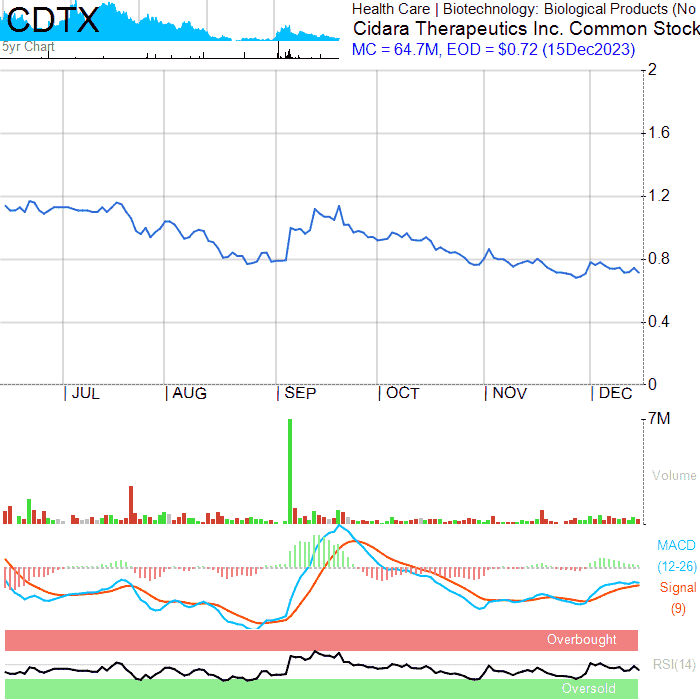 CDTX
5yr Chart
Health Care | Biotechnology: Biological Products (No
Cidara Therapeutics Inc. Common Stock
MC = 64.7M, EOD = $0.72 (15Dec2023)
2
1.6
1.2
0.8
0.4
0
| JUL | AUG | SEP | OCT | NOV | DEC
7M
Volume
MACD
(12-26)
Signal
(9)
Overbought
RSI(14)
Oversold